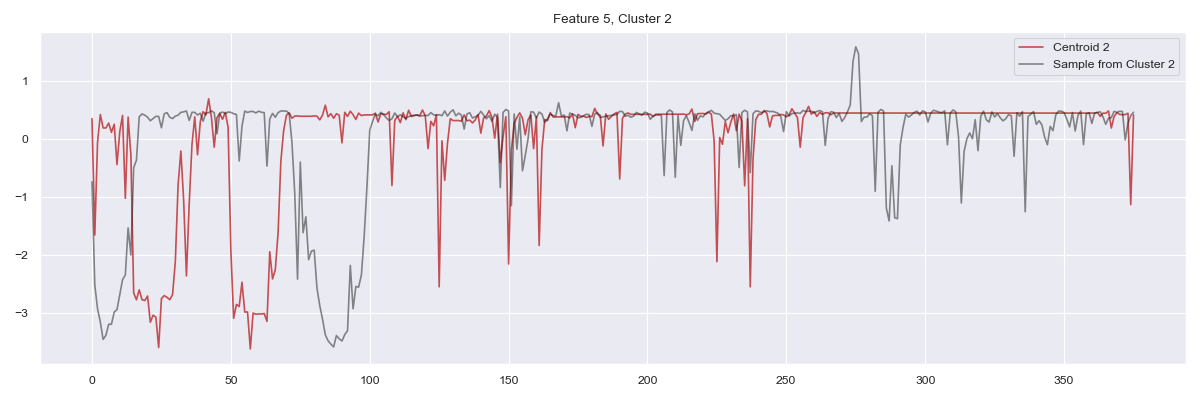 Feature 5, Cluster 2
Centroid 2
Sample from Cluster 2
1
0
−1
−2
−3
0 50 100 150 200 250 300 350